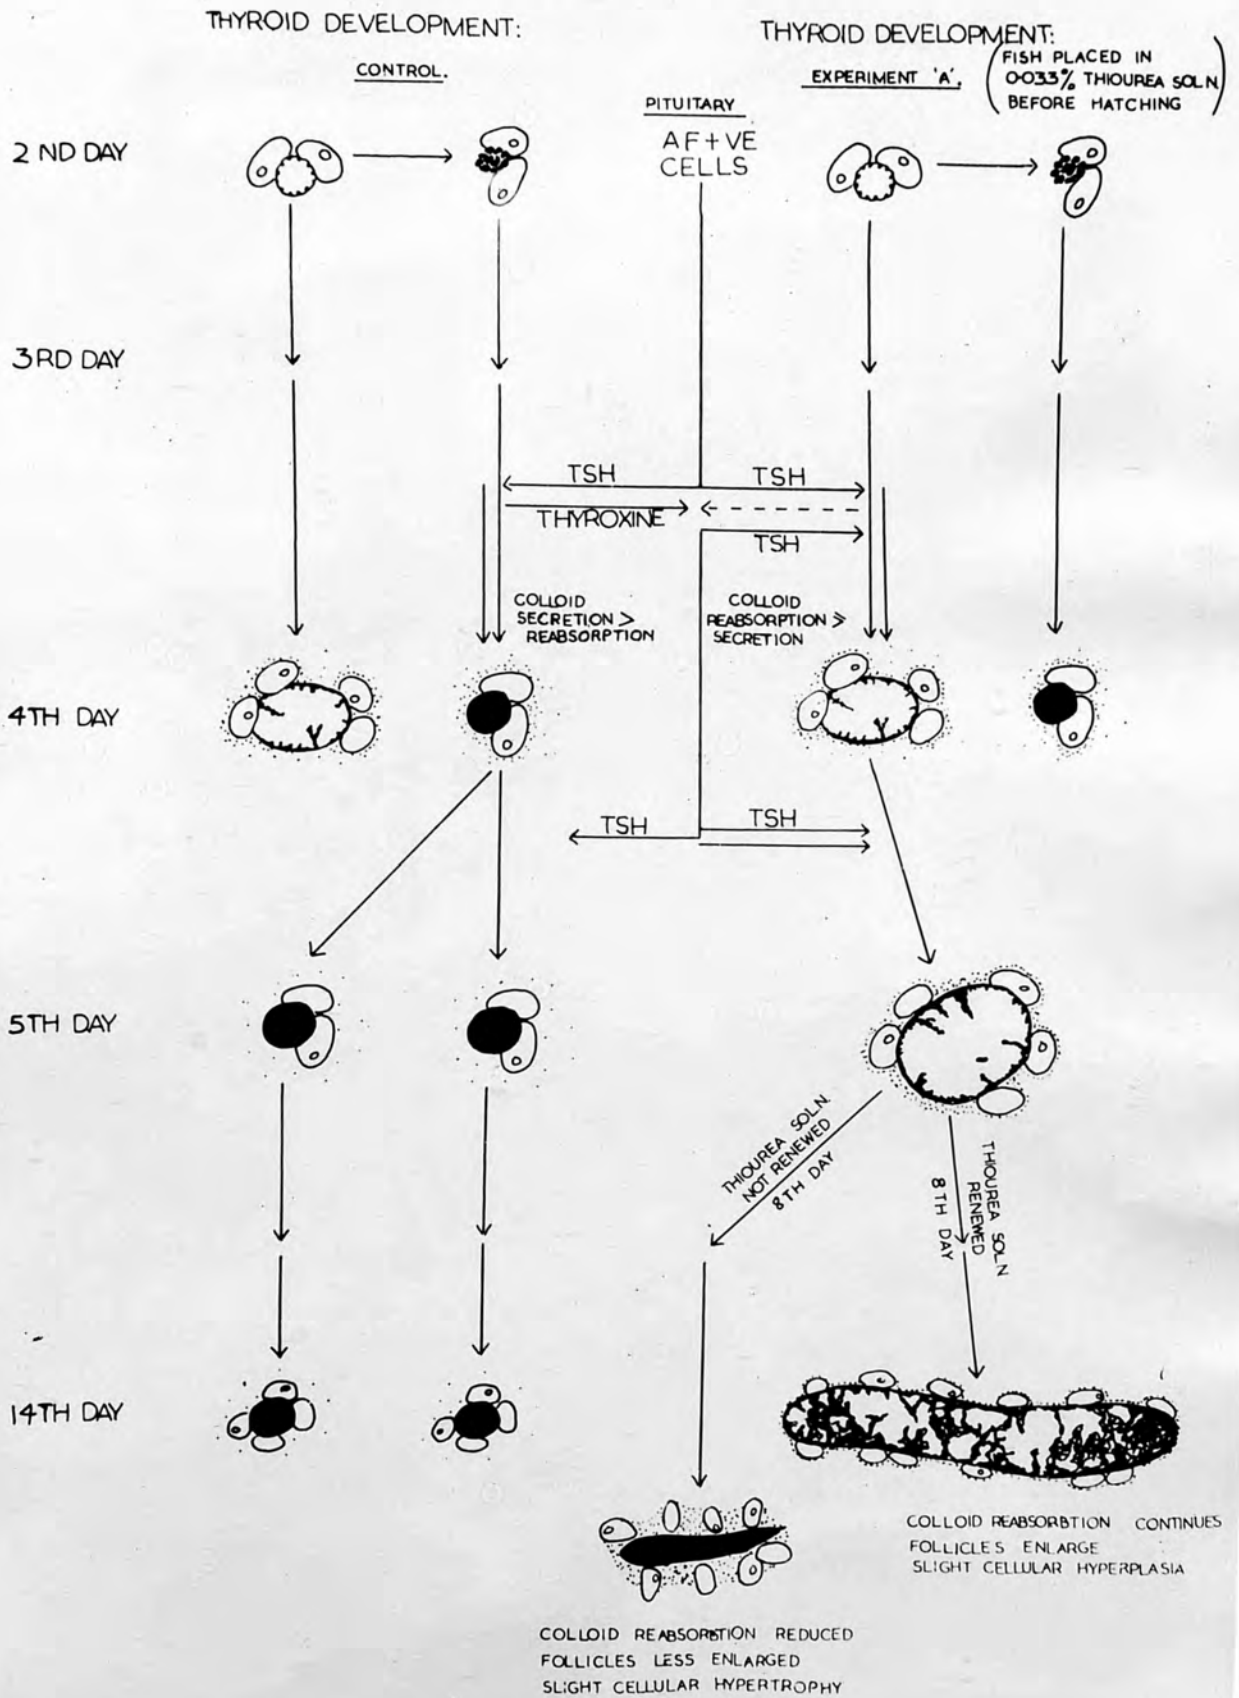 THYROID DEVELOPMENT:
CONTROL.
THYROID DEVELOPMENT:
EXPERIMENT 'A'.
(FISH PLACED IN
0·033% THIOUREA SOLN
BEFORE HATCHING)
PITUITARY
AF+VE
CELLS
2 ND DAY
3RD DAY
TSH
TSH
THYROXINE
TSH
COLLOID
SECRETION >
REABSORPTION
COLLOID
REABSORPTION ⩾
SECRETION
4TH DAY
TSH
TSH
5TH DAY
THIOUREA SOLN.
NOT RENEWED
8TH DAY
THIOUREA SOLN
RENEWED
8TH DAY
14TH DAY
COLLOID REABSORBTION CONTINUES
FOLLICLES ENLARGE
SLIGHT CELLULAR HYPERPLASIA
COLLOID REABSORBTION REDUCED
FOLLICLES LESS ENLARGED
SLIGHT CELLULAR HYPERTROPHY